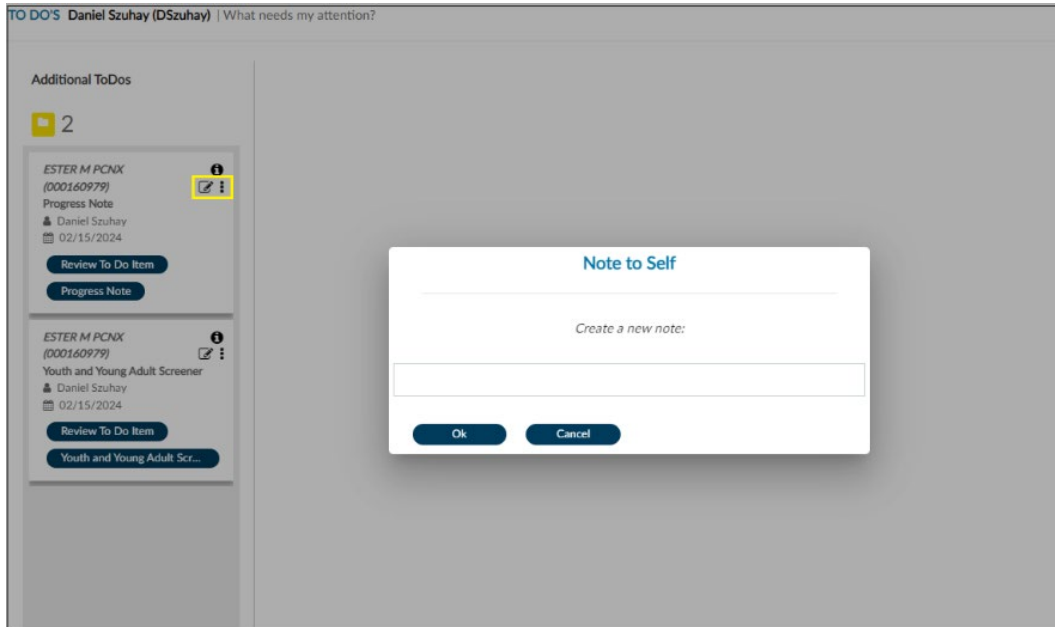 TO DO'S Daniel Szuhay (DSzuhay) | What needs my attention?
Additional ToDos
2
ESTER M PCNX
(000160979)
Progress Note
Daniel Szuhay
02/15/2024
Review To Do Item
Progress Note
ESTER M PCNX
(000160979)
Youth and Young Adult Screener
Daniel Szuhay
02/15/2024
Review To Do Item
Youth and Young Adult Scr...
Note to Self
Create a new note:
Ok Cancel